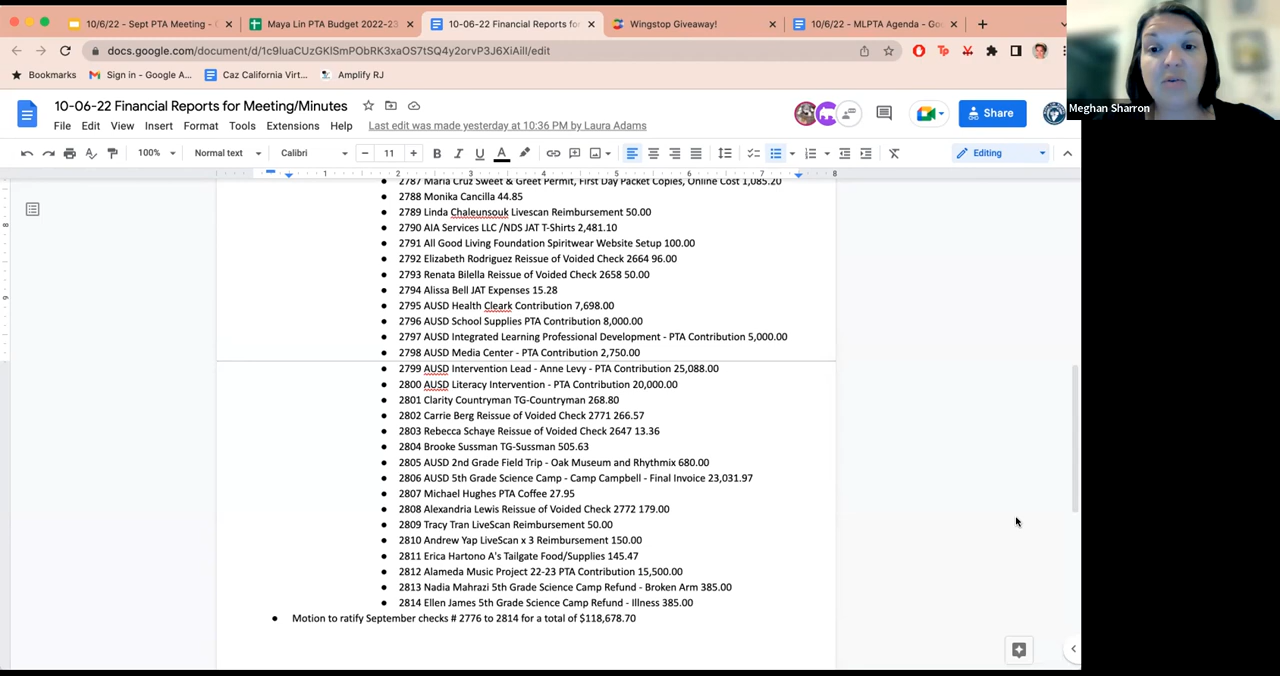 10/6/22 - Sept PTA Meeting -
Maya Lin PTA Budget 2022-23
10-06-22 Financial Reports for
Wingstop Giveaway!
10/6/22 - MLPTA Agenda - Goo
docs.google.com/document/d/1c9luaCUzGKlSmPObRK3xaOS7tSQ4y2orvP3J6XiAill/edit
Bookmarks
Sign in - Google A...
Caz California Virt...
Amplify RJ
Meghan Sharron
10-06-22 Financial Reports for Meeting/Minutes
Share
File Edit View Insert Format Tools Extensions Help Last edit was made yesterday at 10:36 PM by Laura Adams
100% Normal text Calibri - 11 + B I U A Editing
1 2 3 4 5 6 7 8
2787 Maria Cruz Sweet & Greet Permit, First Day Packet Copies, Online Cost 1,085.20
2788 Monika Cancilla 44.85
2789 Linda Chaleunsouk Livescan Reimbursement 50.00
2790 AIA Services LLC /NDS JAT T-Shirts 2,481.10
2791 All Good Living Foundation Spiritwear Website Setup 100.00
2792 Elizabeth Rodriguez Reissue of Voided Check 2664 96.00
2793 Renata Bilella Reissue of Voided Check 2658 50.00
2794 Alissa Bell JAT Expenses 15.28
2795 AUSD Health Cleark Contribution 7,698.00
2796 AUSD School Supplies PTA Contribution 8,000.00
2797 AUSD Integrated Learning Professional Development - PTA Contribution 5,000.00
2798 AUSD Media Center - PTA Contribution 2,750.00
2799 AUSD Intervention Lead - Anne Levy - PTA Contribution 25,088.00
2800 AUSD Literacy Intervention - PTA Contribution 20,000.00
2801 Clarity Countryman TG-Countryman 268.80
2802 Carrie Berg Reissue of Voided Check 2771 266.57
2803 Rebecca Schaye Reissue of Voided Check 2647 13.36
2804 Brooke Sussman TG-Sussman 505.63
2805 AUSD 2nd Grade Field Trip - Oak Museum and Rhythmix 680.00
2806 AUSD 5th Grade Science Camp - Camp Campbell - Final Invoice 23,031.97
2807 Michael Hughes PTA Coffee 27.95
2808 Alexandria Lewis Reissue of Voided Check 2772 179.00
2809 Tracy Tran LiveScan Reimbursement 50.00
2810 Andrew Yap LiveScan x 3 Reimbursement 150.00
2811 Erica Hartono A's Tailgate Food/Supplies 145.47
2812 Alameda Music Project 22-23 PTA Contribution 15,500.00
2813 Nadia Mahrazi 5th Grade Science Camp Refund - Broken Arm 385.00
2814 Ellen James 5th Grade Science Camp Refund - Illness 385.00
Motion to ratify September checks # 2776 to 2814 for a total of $118,678.70